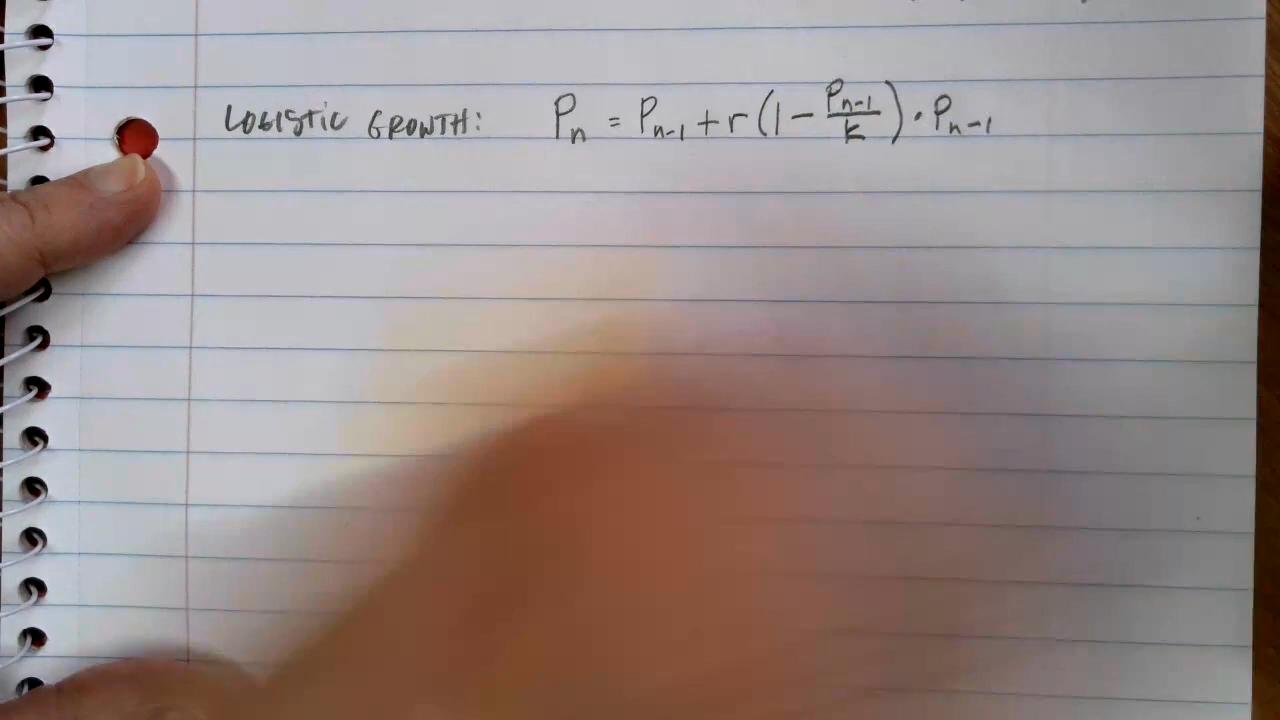 LOGISTIC GROWTH: Pₙ = Pₙ₋₁ + r(1 − Pₙ₋₁/K) · Pₙ₋₁